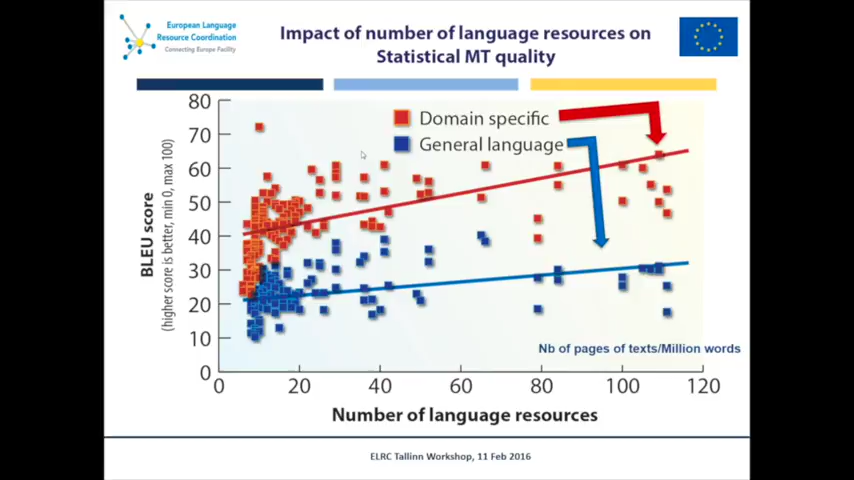 European Language
Resource Coordination
Connecting Europe Facility
Impact of number of language resources on
Statistical MT quality
80
70
60
50
40
30
20
10
0
BLEU score
(higher score is better, min 0, max 100)
Domain specific
General language
Nb of pages of texts/Million words
0 20 40 60 80 100 120
Number of language resources
ELRC Tallinn Workshop, 11 Feb 2016